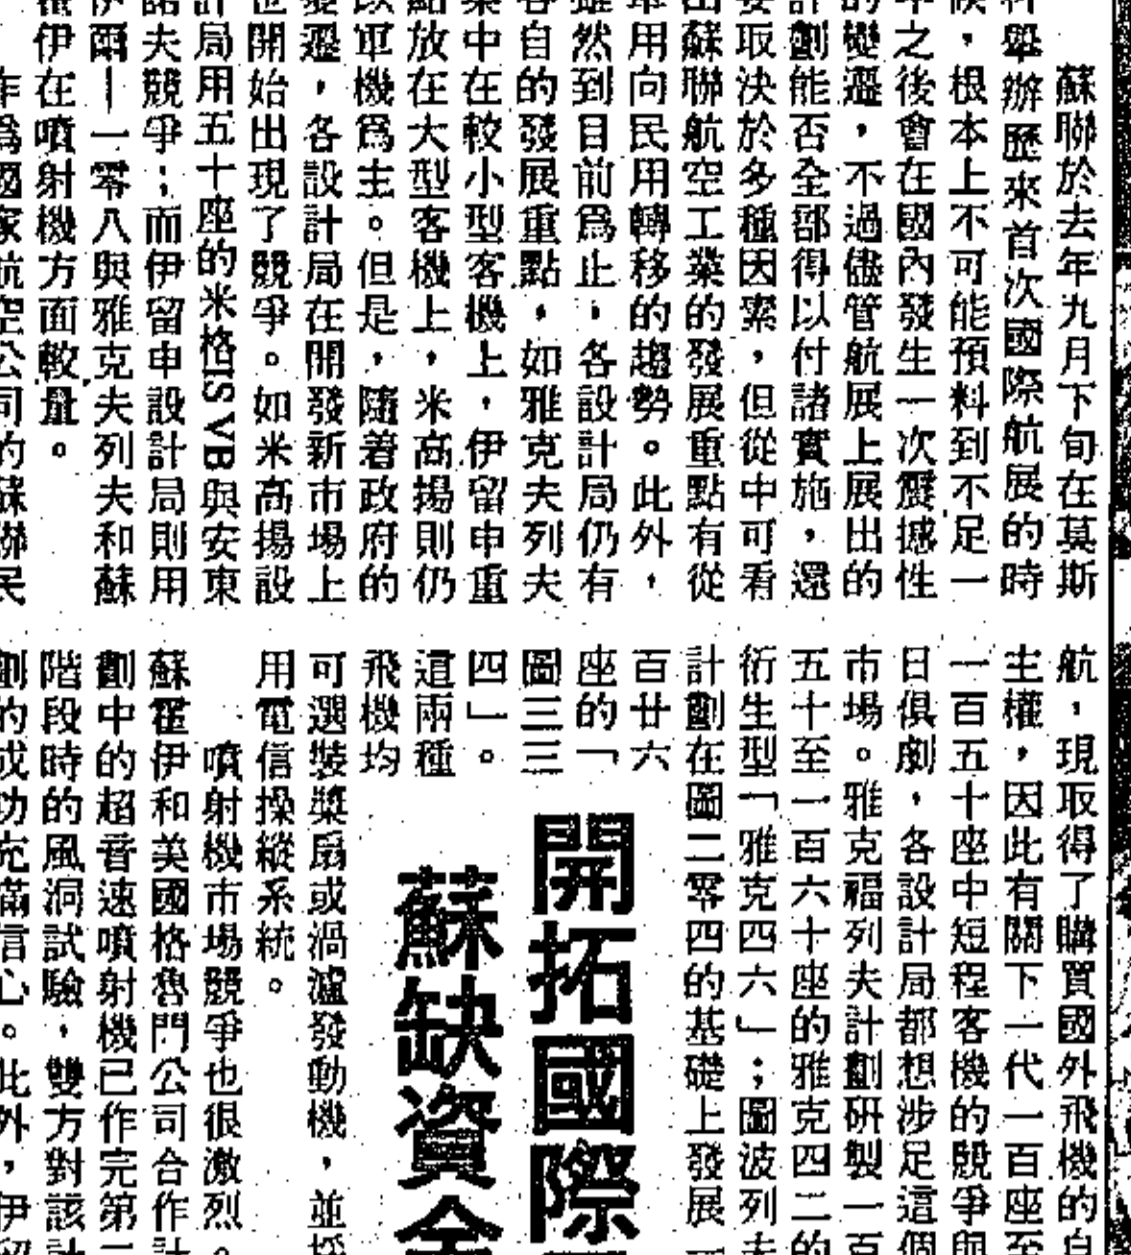 蘇聯於去年九月下旬在莫斯
科舉辦歷來首次國際航展的時
候，根本上不可能預料到不足一
年之後會在國內發生一次震撼性
的變遷，不過儘管航展上展出的
計劃能否全部得以付諸實施，還
要取決於多種因素，但從中可看
出蘇聯航空工業的發展重點有從
軍用向民用轉移的趨勢。此外，
雖然到目前爲止，各設計局仍有
各自的發展重點，如雅克夫列夫
集中在較小型客機上，伊留申重
點放在大型客機上，米高揚則仍
以軍機爲主。但是，隨着政府的
變遷，各設計局在開發新市場上
也開始出現了競爭。如米高揚設
計局用五十座的米格ISVB與安東
諾夫競爭；而伊留申設計局則用
伊爾—一零八與雅克夫列夫和蘇
伊在噴射機方面較量。
作爲國家航空公司的蘇聯民
航，現取得了購買國外飛機的自
主權，因此有關下一代一百座至
一百五十座中短程客機的競爭與
日俱劇，各設計局都想涉足這個
市場。雅克福列夫計劃研製一百
五十至一百六十座的雅克四二的
衍生型「雅克四六」；圖波列夫
計劃在圖二零四的基礎上發展
百廿六
座的「
圖三三
四」。
這兩種
飛機均
開拓國際
蘇缺資金
可選裝槳扇或渦漩發動機，並採
用電信操縱系統。
噴射機市場競爭也很激烈。
蘇霍伊和美國格魯門公司合作計
劃中的超音速噴射機已作完第二
階段時的風洞試驗，雙方對該計
劃的成功充滿信心。此外，伊留